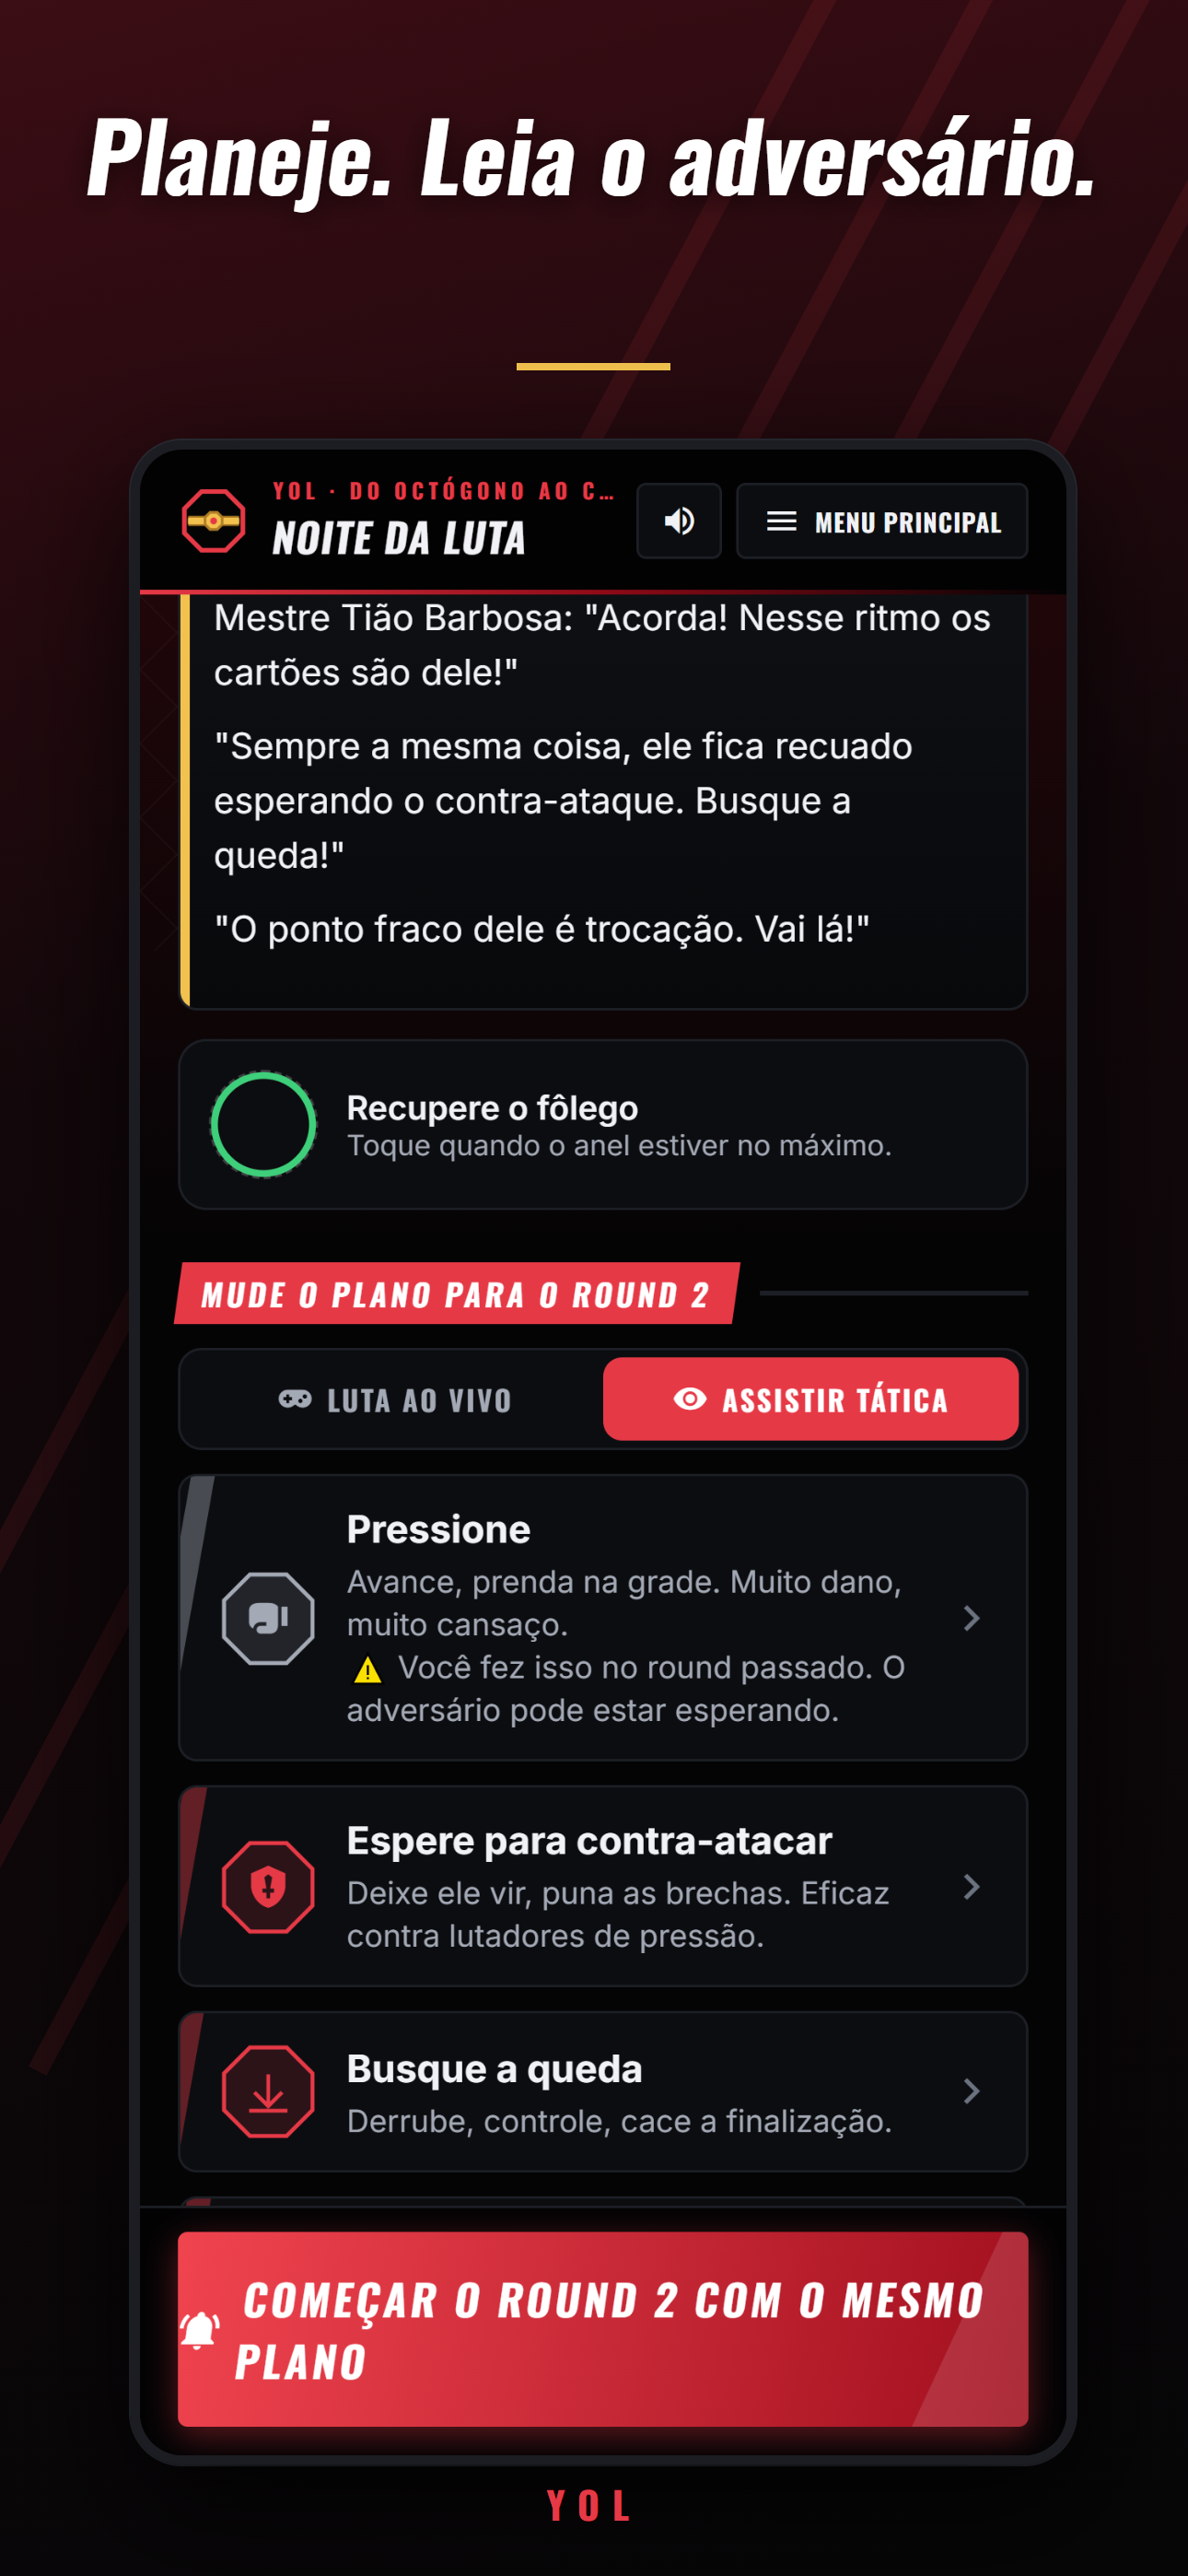 Planeje. Leia o adversário.
YOL · DO OCTÓGONO AO C…
NOITE DA LUTA
MENU PRINCIPAL
Mestre Tião Barbosa: "Acorda! Nesse ritmo os
cartões são dele!"
"Sempre a mesma coisa, ele fica recuado
esperando o contra-ataque. Busque a
queda!"
"O ponto fraco dele é trocação. Vai lá!"
Recupere o fôlego
Toque quando o anel estiver no máximo.
MUDE O PLANO PARA O ROUND 2
LUTA AO VIVO
ASSISTIR TÁTICA
Pressione
Avance, prenda na grade. Muito dano,
muito cansaço.
⚠️ Você fez isso no round passado. O
adversário pode estar esperando.
Espere para contra-atacar
Deixe ele vir, puna as brechas. Eficaz
contra lutadores de pressão.
Busque a queda
Derrube, controle, cace a finalização.
COMEÇAR O ROUND 2 COM O MESMO
PLANO
YOL